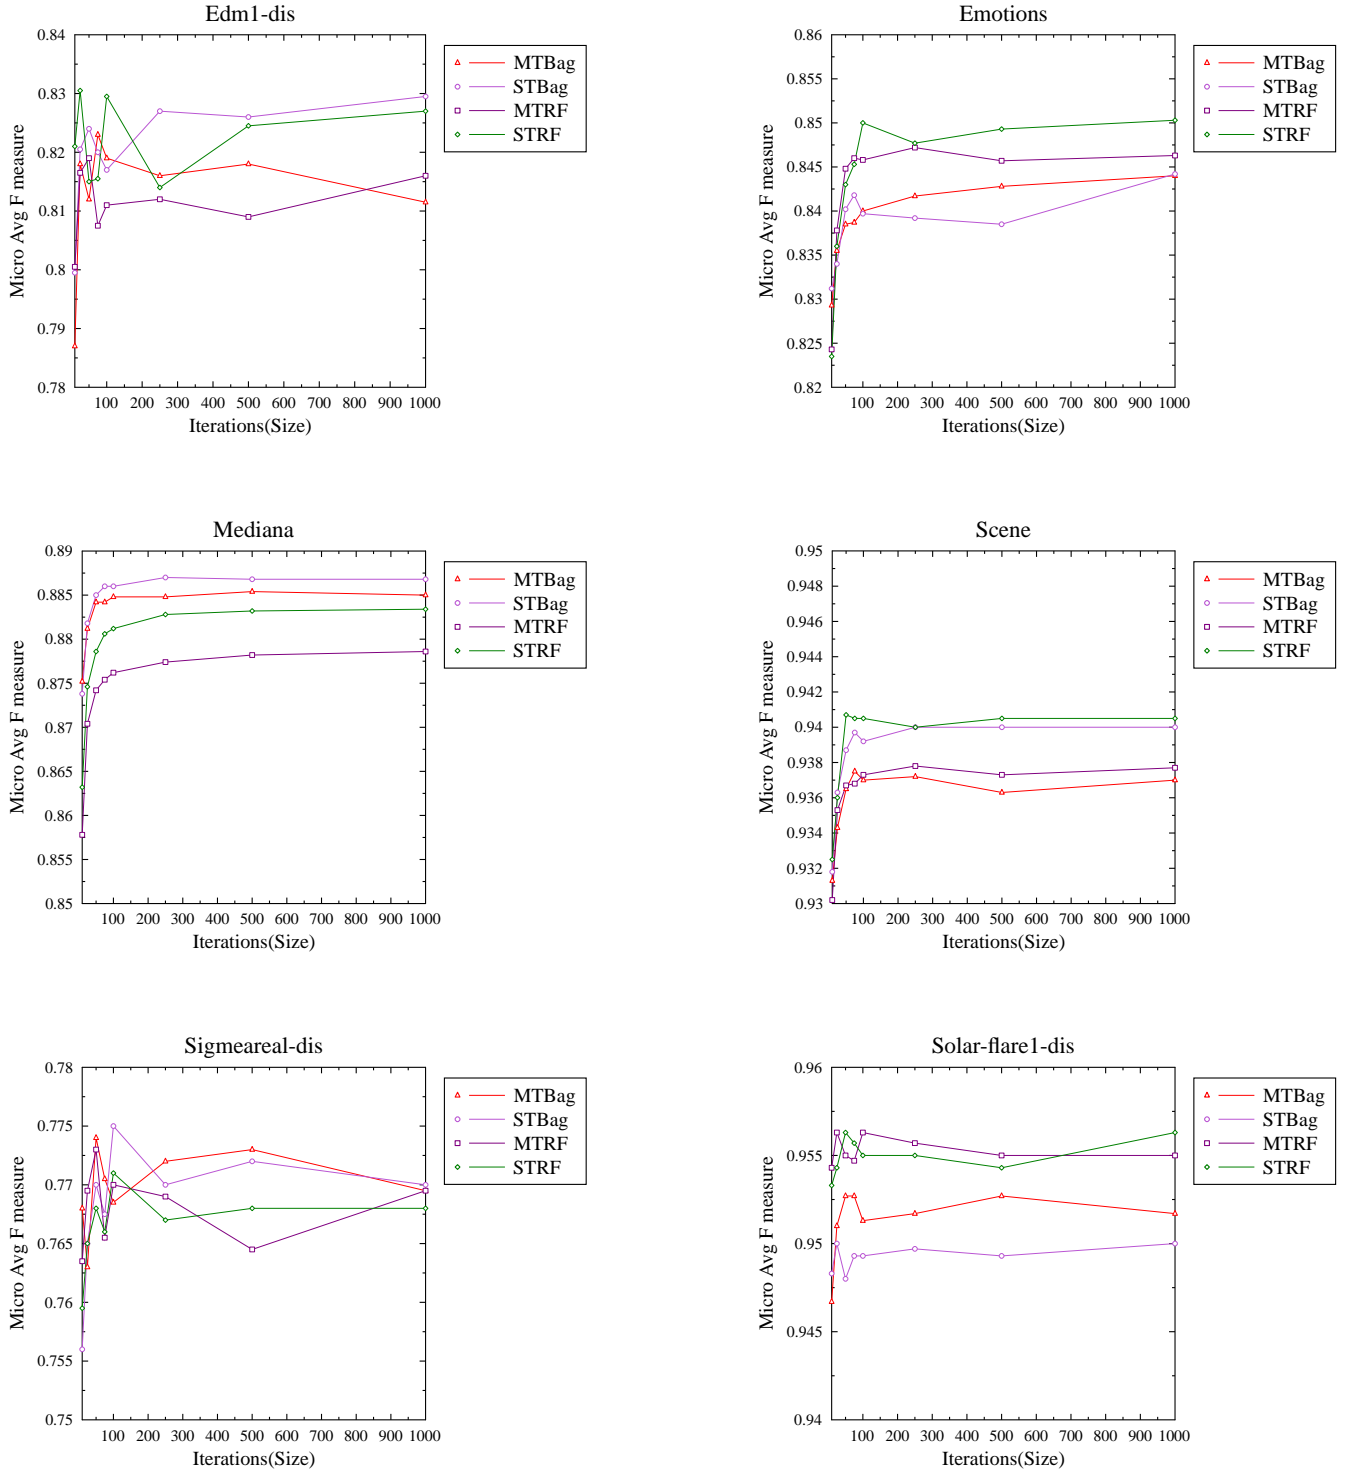 Edm1-dis
0.84
0.83
0.82
0.81
0.8
0.79
0.78
Micro Avg F measure
100 200 300 400 500 600 700 800 900 1000
Iterations(Size)
MTBag
STBag
MTRF
STRF
Emotions
0.86
0.855
0.85
0.845
0.84
0.835
0.83
0.825
0.82
Micro Avg F measure
100 200 300 400 500 600 700 800 900 1000
Iterations(Size)
MTBag
STBag
MTRF
STRF
Mediana
0.89
0.885
0.88
0.875
0.87
0.865
0.86
0.855
0.85
Micro Avg F measure
100 200 300 400 500 600 700 800 900 1000
Iterations(Size)
MTBag
STBag
MTRF
STRF
Scene
0.95
0.948
0.946
0.944
0.942
0.94
0.938
0.936
0.934
0.932
0.93
Micro Avg F measure
100 200 300 400 500 600 700 800 900 1000
Iterations(Size)
MTBag
STBag
MTRF
STRF
Sigmeareal-dis
0.78
0.775
0.77
0.765
0.76
0.755
0.75
Micro Avg F measure
100 200 300 400 500 600 700 800 900 1000
Iterations(Size)
MTBag
STBag
MTRF
STRF
Solar-flare1-dis
0.96
0.955
0.95
0.945
0.94
Micro Avg F measure
100 200 300 400 500 600 700 800 900 1000
Iterations(Size)
MTBag
STBag
MTRF
STRF